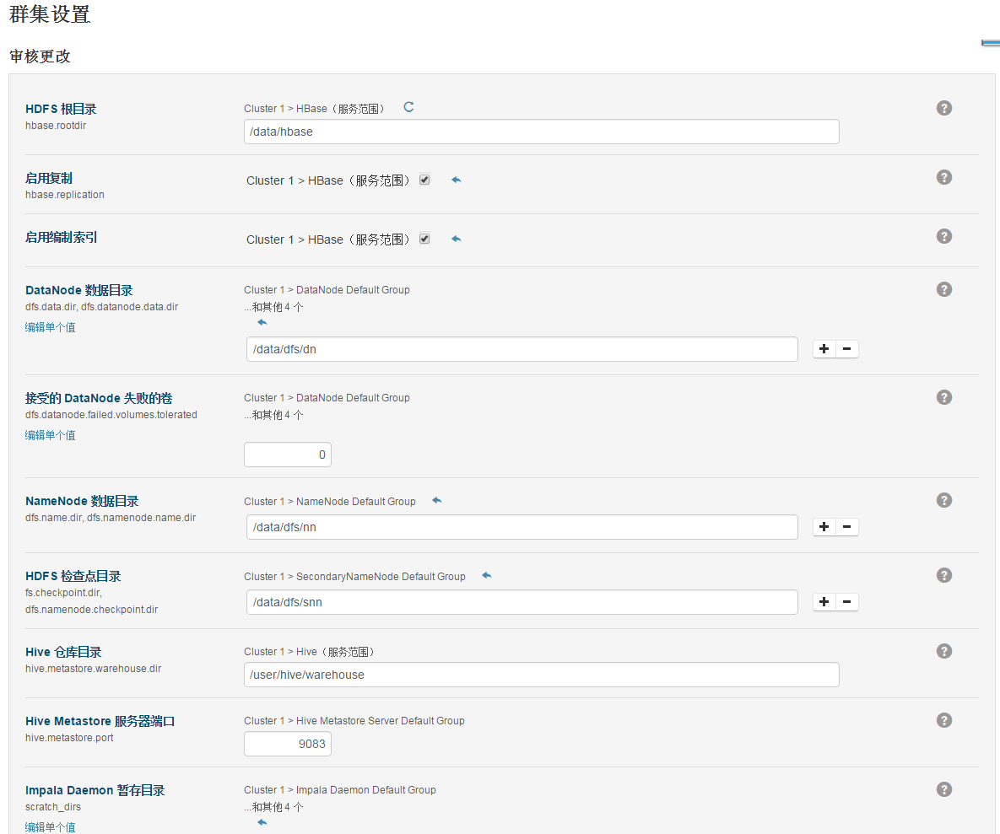 群集设置
审核更改
HDFS 根目录
hbase.rootdir
Cluster 1 > HBase（服务范围）
/data/hbase
启用复制
hbase.replication
Cluster 1 > HBase（服务范围）
启用编制索引
Cluster 1 > HBase（服务范围）
DataNode 数据目录
dfs.data.dir, dfs.datanode.data.dir
编辑单个值
Cluster 1 > DataNode Default Group
...和其他 4 个
/data/dfs/dn
接受的 DataNode 失败的卷
dfs.datanode.failed.volumes.tolerated
编辑单个值
Cluster 1 > DataNode Default Group
...和其他 4 个
0
NameNode 数据目录
dfs.name.dir, dfs.namenode.name.dir
Cluster 1 > NameNode Default Group
/data/dfs/nn
HDFS 检查点目录
fs.checkpoint.dir,
dfs.namenode.checkpoint.dir
Cluster 1 > SecondaryNameNode Default Group
/data/dfs/snn
Hive 仓库目录
hive.metastore.warehouse.dir
Cluster 1 > Hive（服务范围）
/user/hive/warehouse
Hive Metastore 服务器端口
hive.metastore.port
Cluster 1 > Hive Metastore Server Default Group
9083
Impala Daemon 暂存目录
scratch_dirs
编辑单个值
Cluster 1 > Impala Daemon Default Group
...和其他 4 个